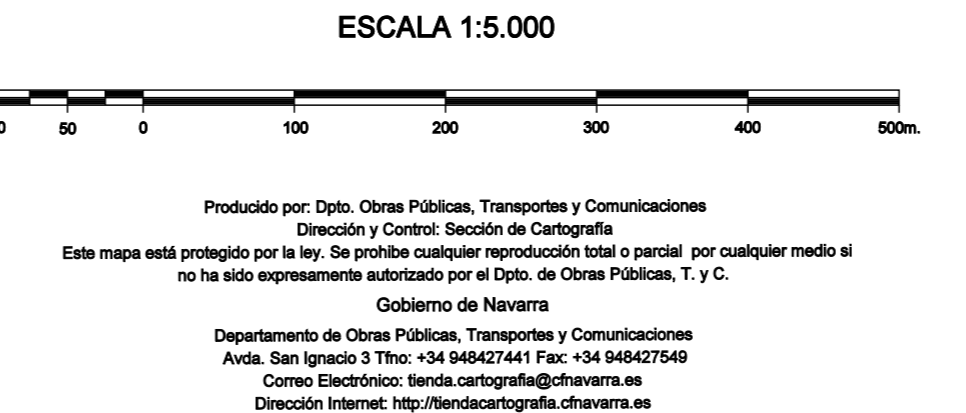 ESCALA 1:5.000
0 50 0 100 200 300 400 500m.
Producido por: Dpto. Obras Públicas, Transportes y Comunicaciones
Dirección y Control: Sección de Cartografía
Este mapa está protegido por la ley. Se prohibe cualquier reproducción total o parcial por cualquier medio si
no ha sido expresamente autorizado por el Dpto. de Obras Públicas, T. y C.
Gobierno de Navarra
Departamento de Obras Públicas, Transportes y Comunicaciones
Avda. San Ignacio 3 Tfno: +34 948427441 Fax: +34 948427549
Correo Electrónico: tienda.cartografia@cfnavarra.es
Dirección Internet: http://tiendacartografia.cfnavarra.es